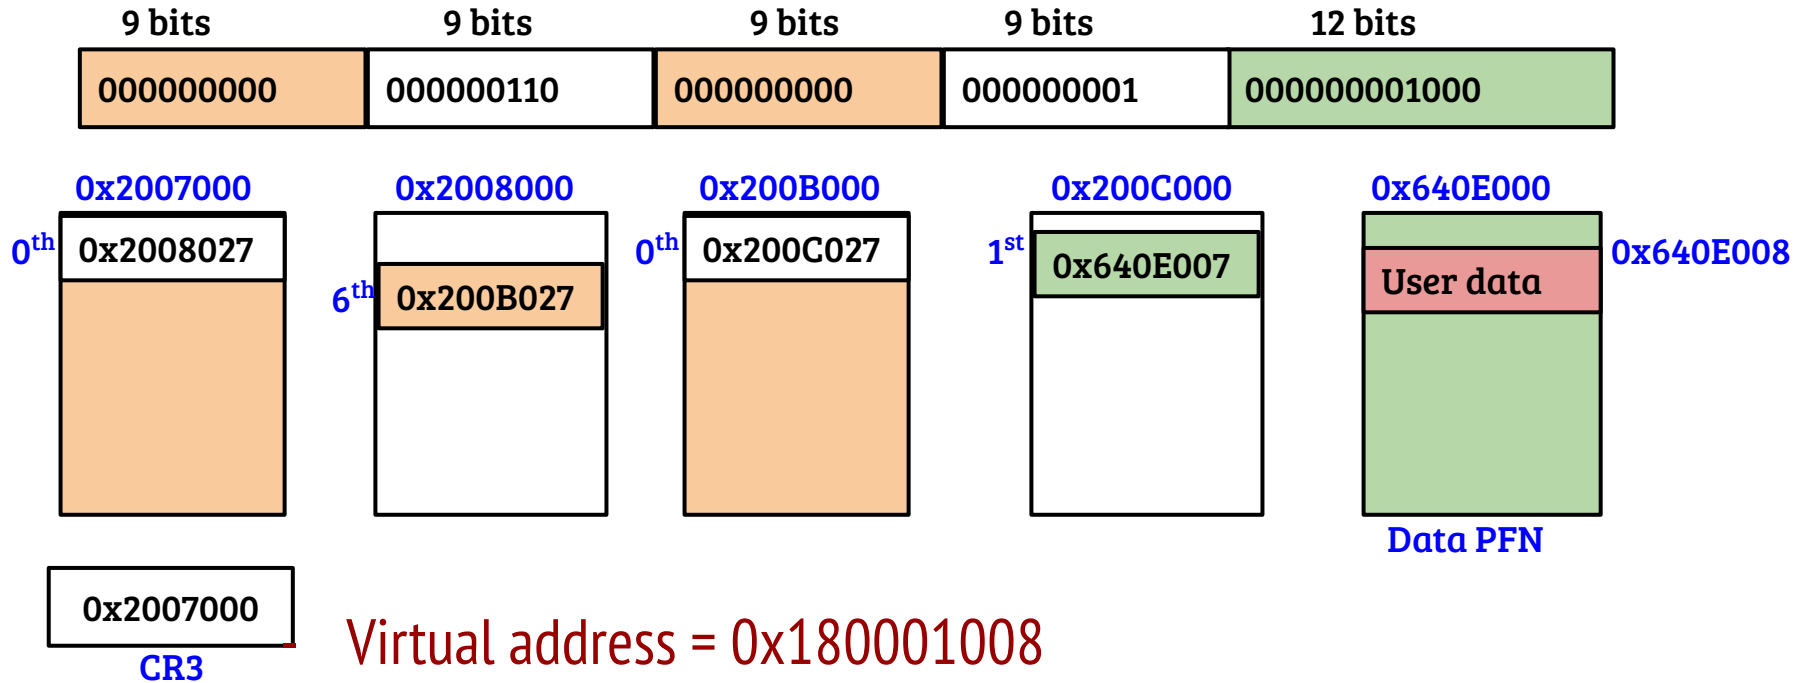 9 bits 9 bits 9 bits 9 bits 12 bits
000000000 000000110 000000000 000000001 000000001000
0x2007000 0x2008000 0x200B000 0x200C000 0x640E000
0th 0x2008027 0th 0x200C027 1st 0x640E007 0x640E008
6th 0x200B027 User data
Data PFN
0x2007000
CR3
Virtual address = 0x180001008